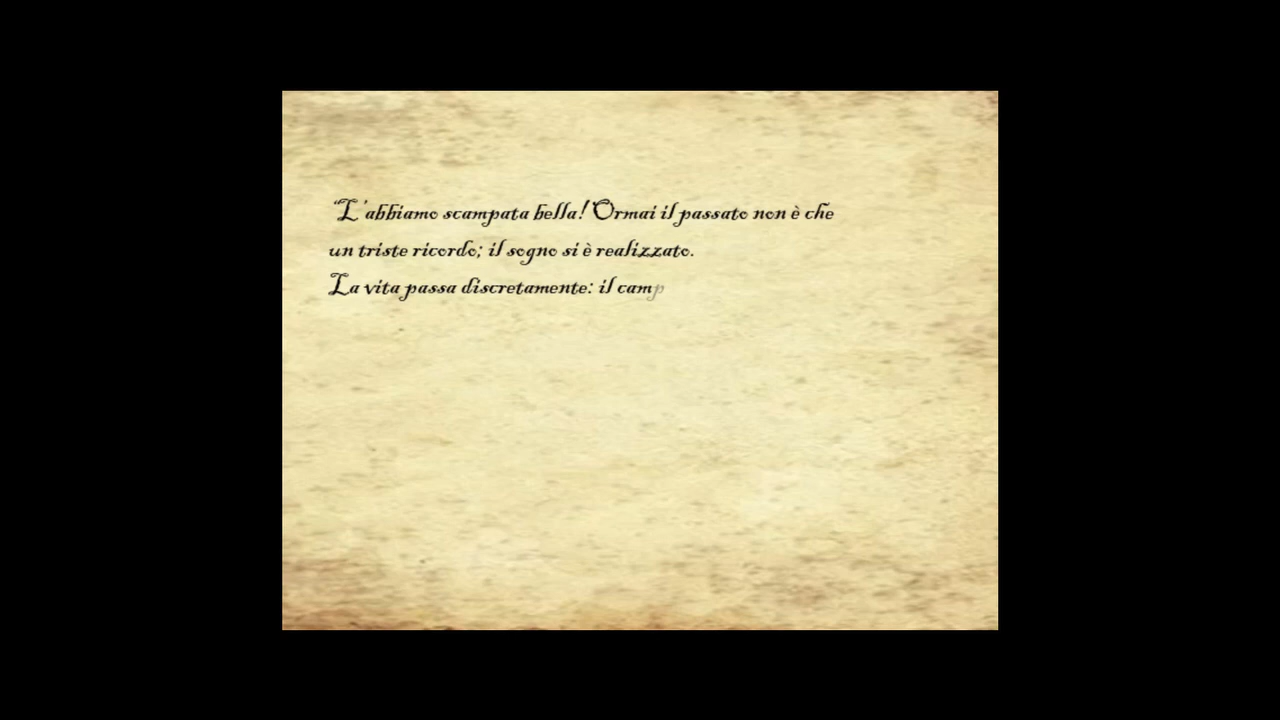 "L'abbiamo scampata bella! Ormai il passato non è che
un triste ricordo; il sogno si è realizzato.
La vita passa discretamente: il camp